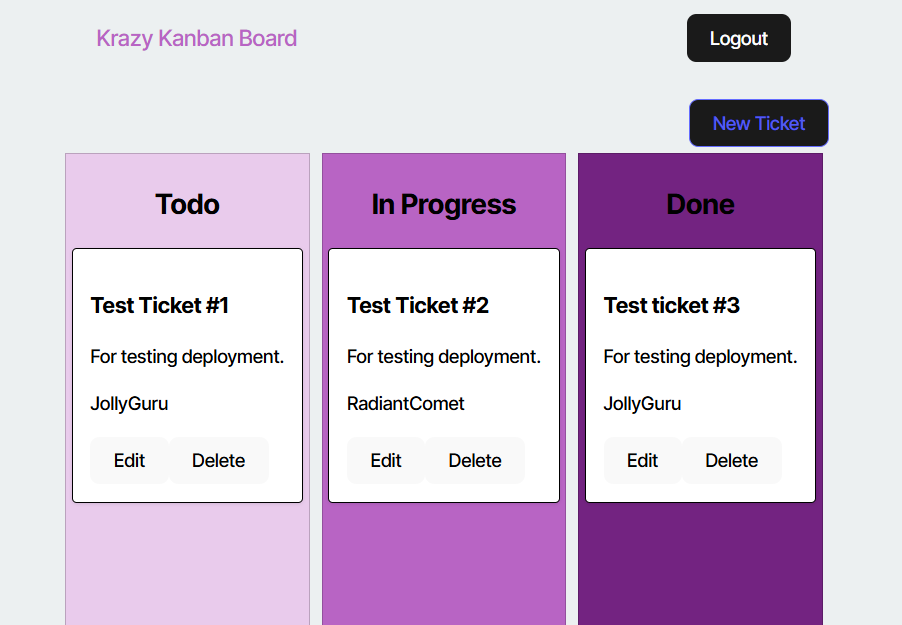 Krazy Kanban Board
Logout
New Ticket
Todo
Test Ticket #1
For testing deployment.
JollyGuru
Edit Delete
In Progress
Test Ticket #2
For testing deployment.
RadiantComet
Edit Delete
Done
Test ticket #3
For testing deployment.
JollyGuru
Edit Delete